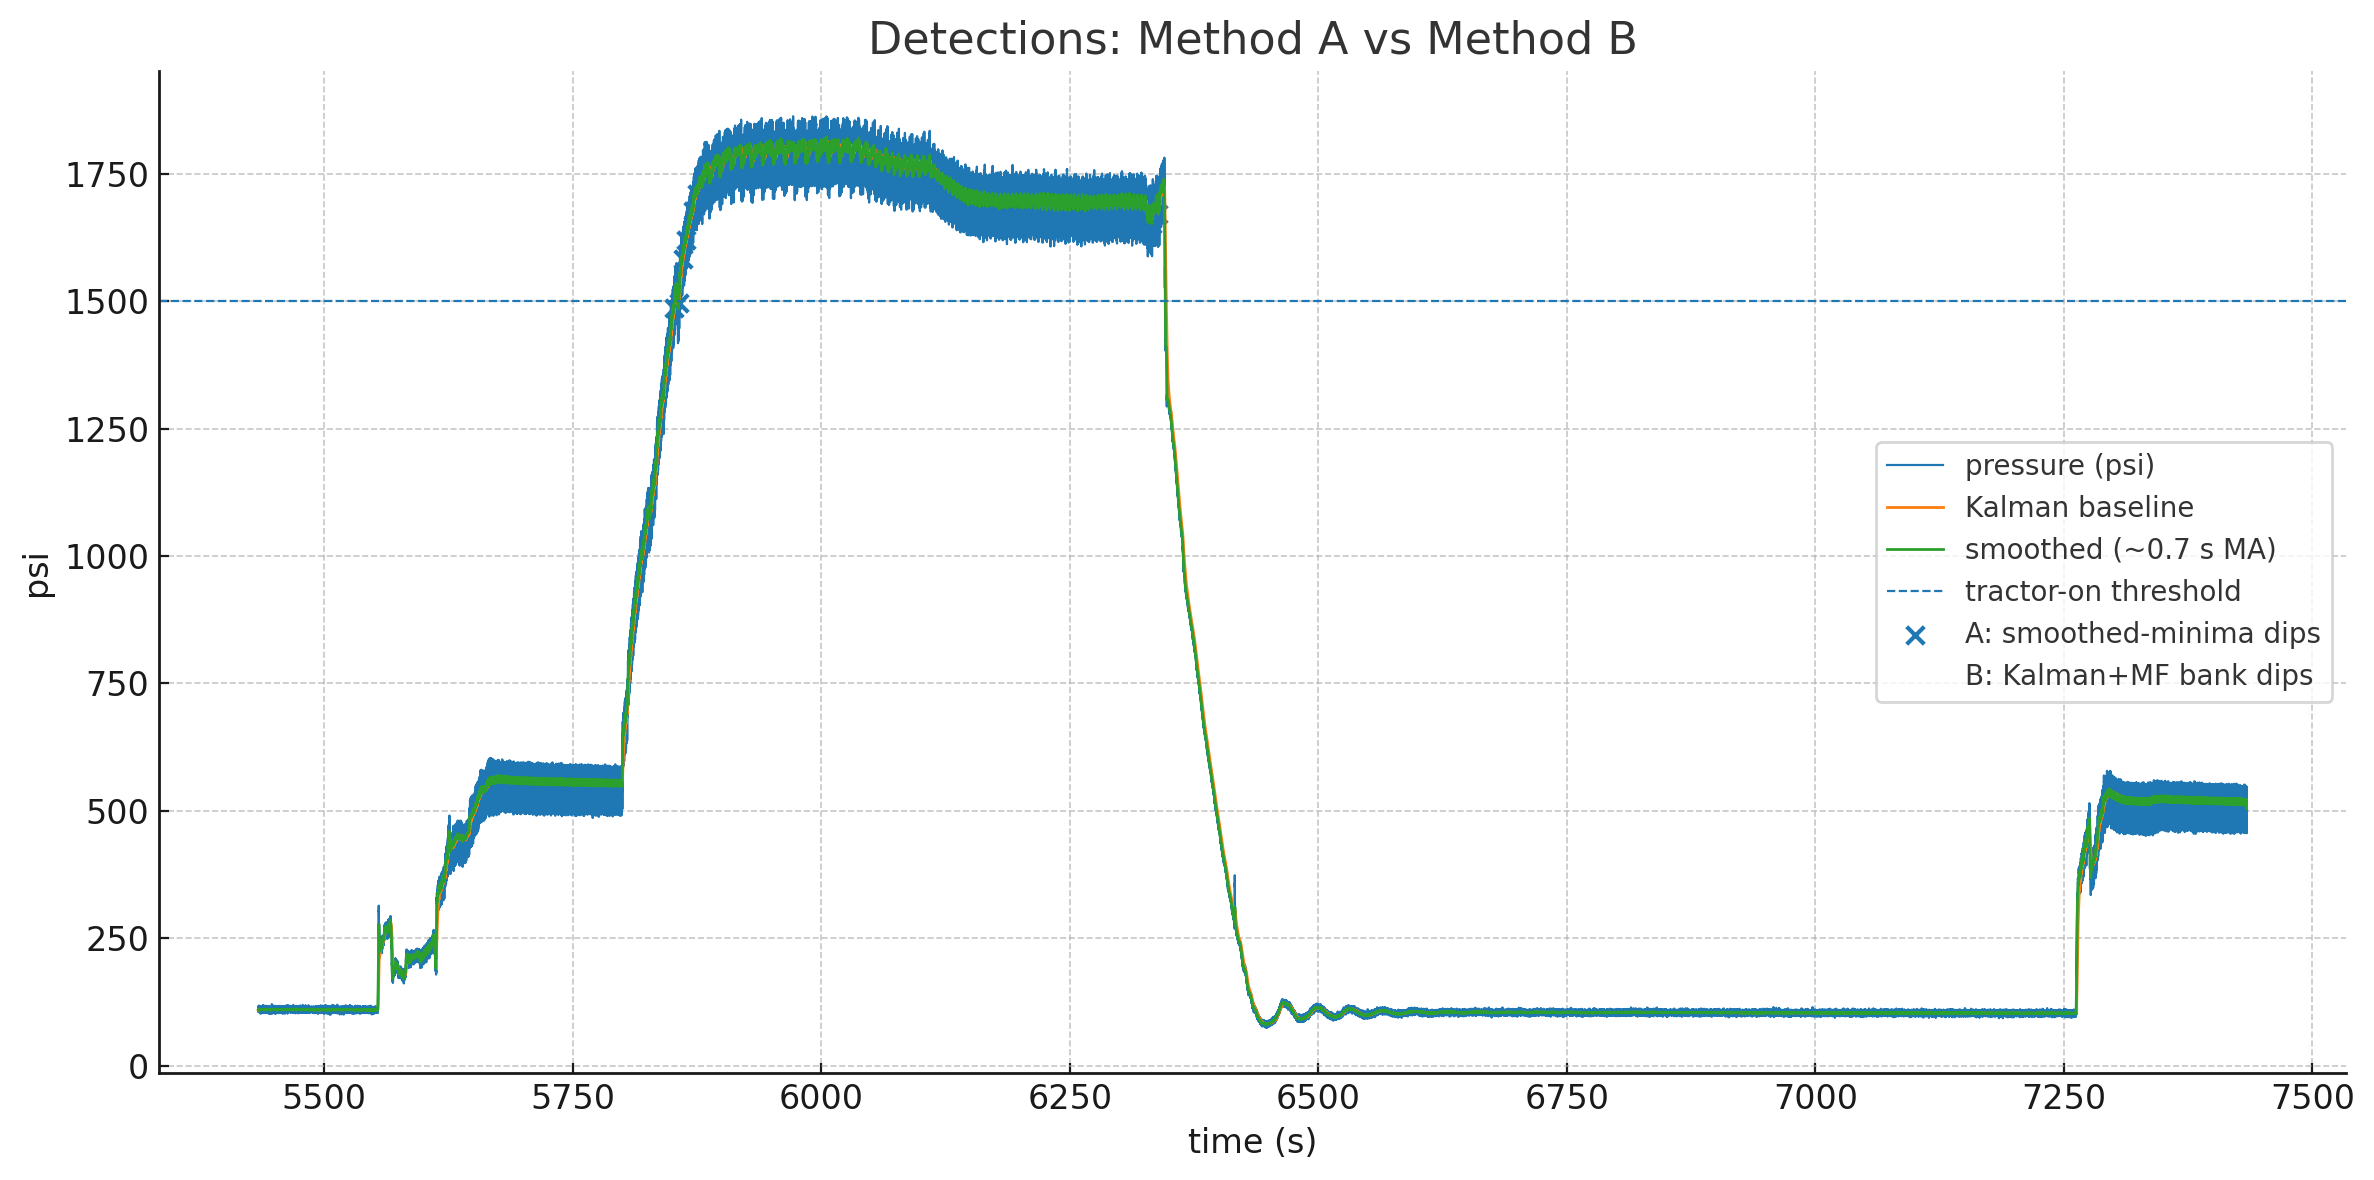 Detections: Method A vs Method B
psi
1750
1500
1250
1000
750
500
250
0
pressure (psi)
Kalman baseline
smoothed (~0.7 s MA)
tractor-on threshold
A: smoothed-minima dips
B: Kalman+MF bank dips
5500 5750 6000 6250 6500 6750 7000 7250 7500
time (s)